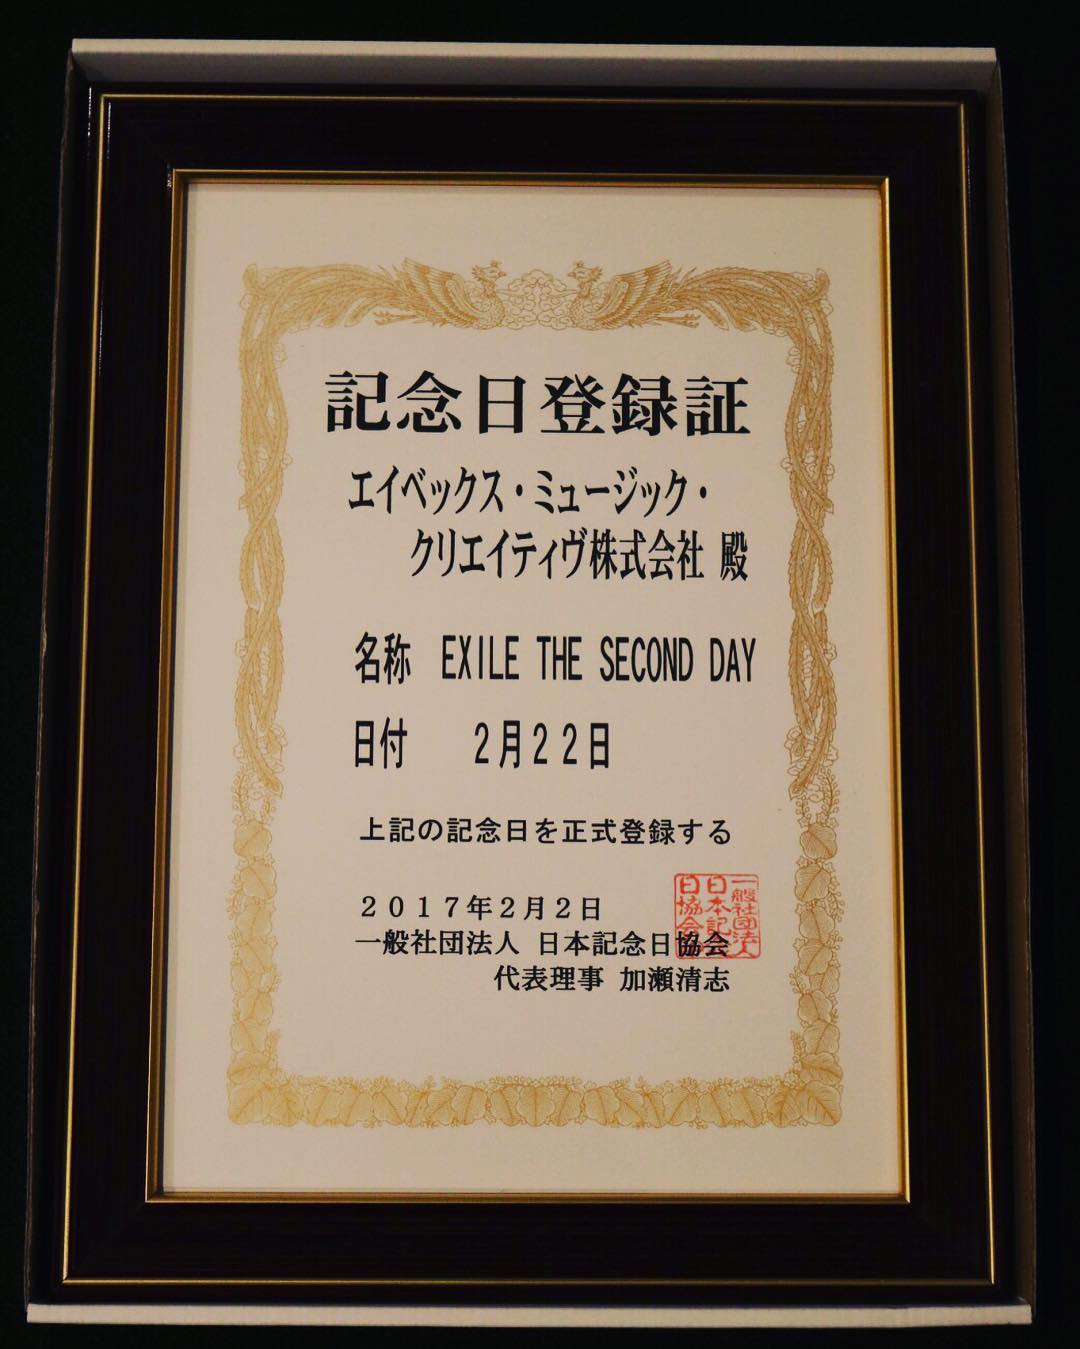 記念日登録証
エイベックス・ミュージック・
クリエイティヴ株式会社 殿
名称 EXILE THE SECOND DAY
日付 2月22日
上記の記念日を正式登録する
2017年2月2日
一般社団法人 日本記念日協会
代表理事 加瀬清志
一般社団法人
日本記念
日協会